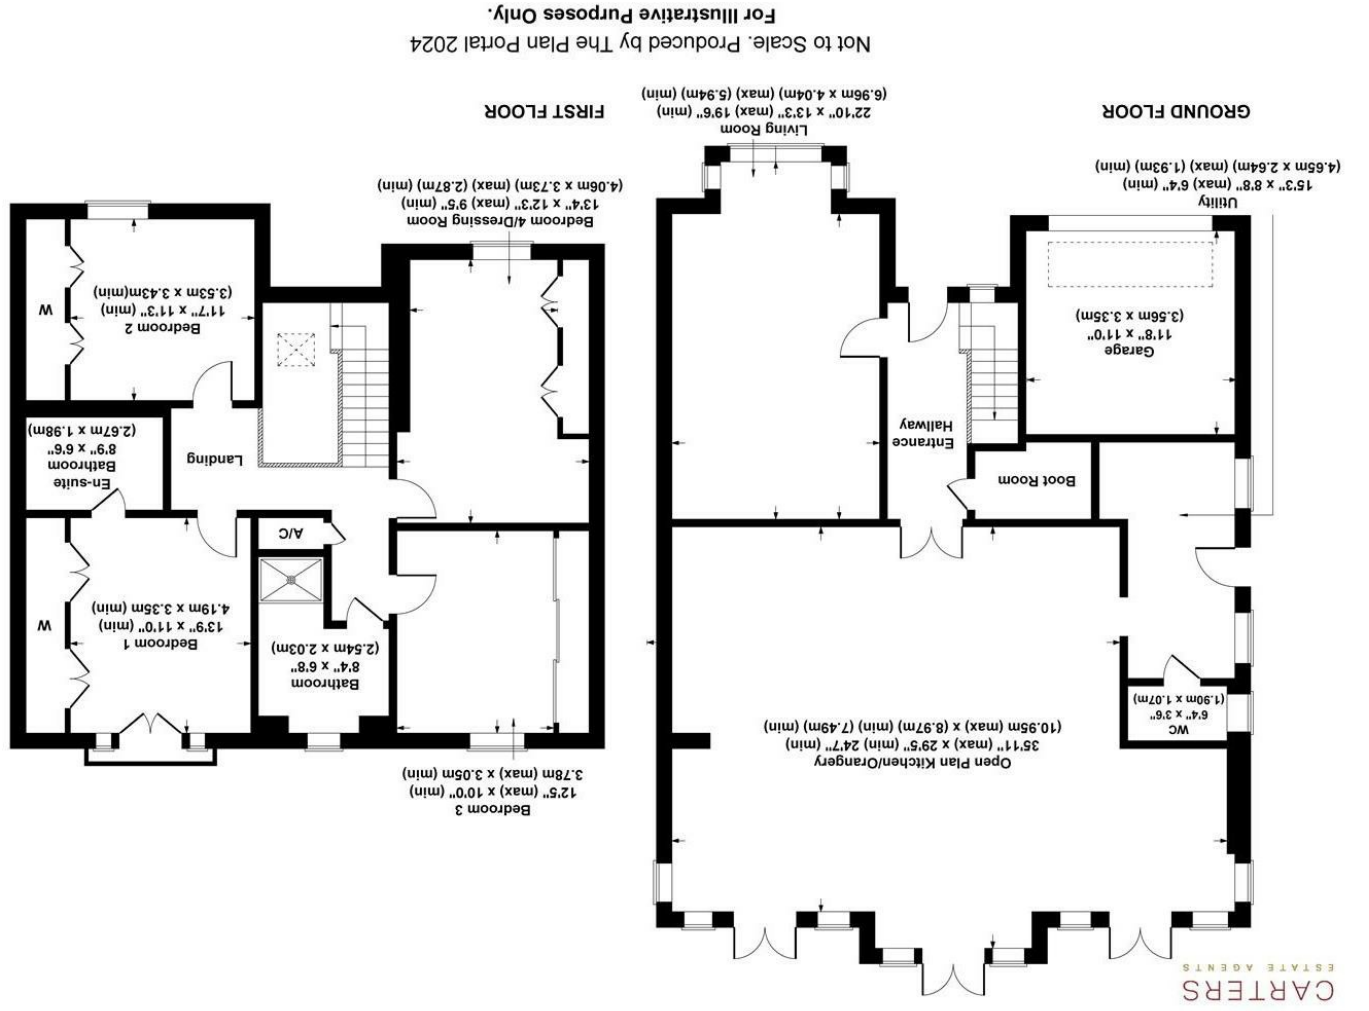 CARTERS
ESTATE AGENTS
Open Plan Kitchen/Orangery
35'11" (max) x 29'5" (min) 24'7" (min)
(10.95m (max) x (8.97m) (min) (7.49m) (min)
WC
6'4" x 3'6"
(1.90m x 1.07m)
Boot Room
Entrance
Hallway
Garage
11'8" x 11'0"
(3.56m x 3.35m)
Utility
15'3" x 8'8" (max) 6'4" (min)
(4.65m x 2.64m) (max) (1.93m) (min)
Living Room
22'10" x 13'3" (max) 19'6" (min)
(6.96m x 4.04m) (max) (5.94m) (min)
GROUND FLOOR
Bedroom 3
12'5" (max) x 10'0" (min)
3.78m (max) x 3.05m (min)
Bathroom
8'4" x 6'8"
(2.54m x 2.03m)
Bedroom 1
13'9" x 11'0" (min)
4.19m x 3.35m (min)
W
A/C
En-suite
Bathroom
8'9" x 6'6"
(2.67m x 1.98m)
Landing
Bedroom 2
11'7" x 11'3" (min)
(3.53m x 3.43m(min)
W
Bedroom 4/Dressing Room
13'4" x 12'3" (max) 9'5" (min)
(4.06m x 3.73m) (max) (2.87m) (min)
FIRST FLOOR
Not to Scale. Produced by The Plan Portal 2024
For Illustrative Purposes Only.